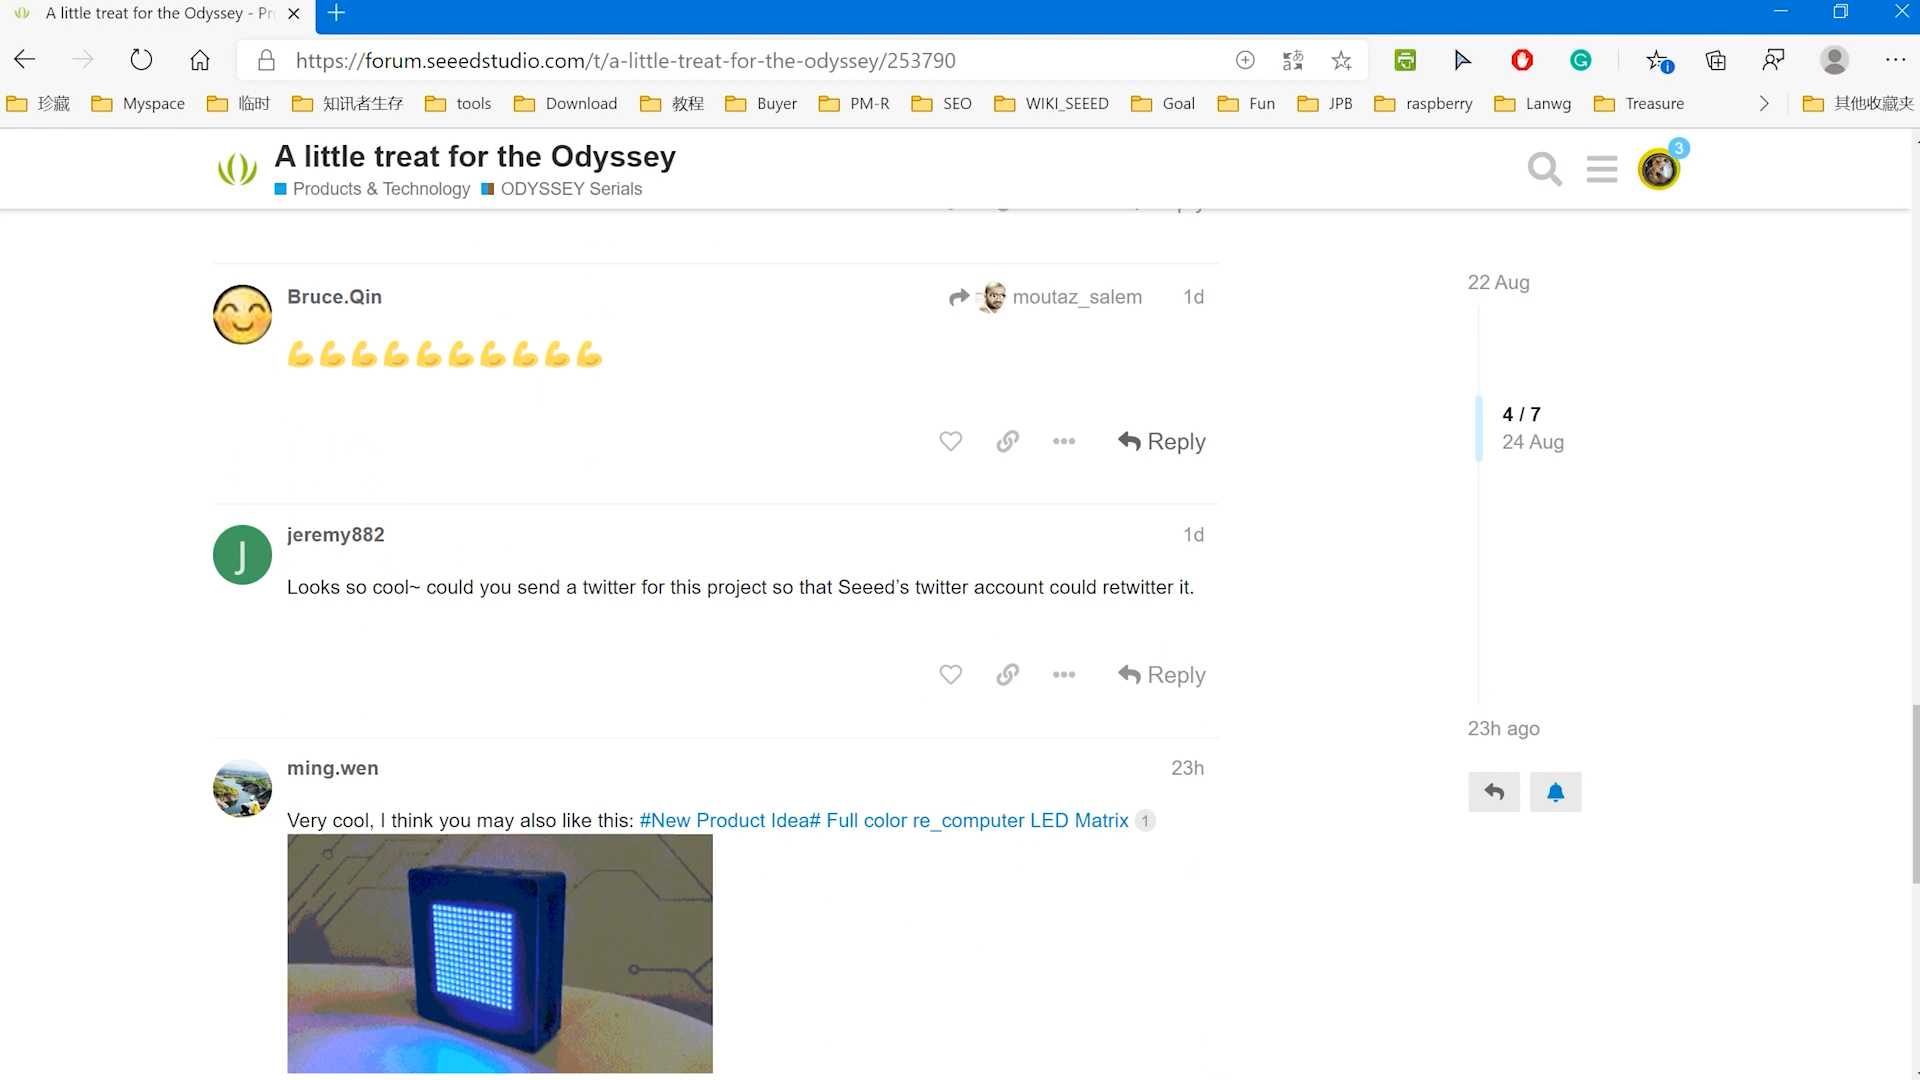 A little treat for the Odyssey - Pr
https://forum.seeedstudio.com/t/a-little-treat-for-the-odyssey/253790
珍藏 Myspace 临时 知讯者生存 tools Download 教程 Buyer PM-R SEO WIKI_SEEED Goal Fun JPB raspberry Lanwg Treasure 其他收藏夹
A little treat for the Odyssey
3
Products & Technology ODYSSEY Serials
22 Aug
Bruce.Qin moutaz_salem 1d
4 / 7
24 Aug
Reply
J
jeremy882 1d
Looks so cool~ could you send a twitter for this project so that Seeed’s twitter account could retwitter it.
Reply
23h ago
ming.wen 23h
Very cool, I think you may also like this: #New Product Idea# Full color re_computer LED Matrix 1